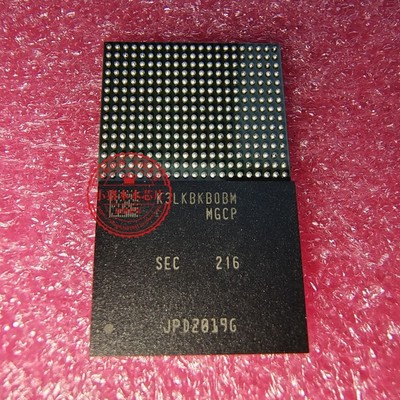 K3LKBKB0BM
MGCP
SEC 216
JPD2019G